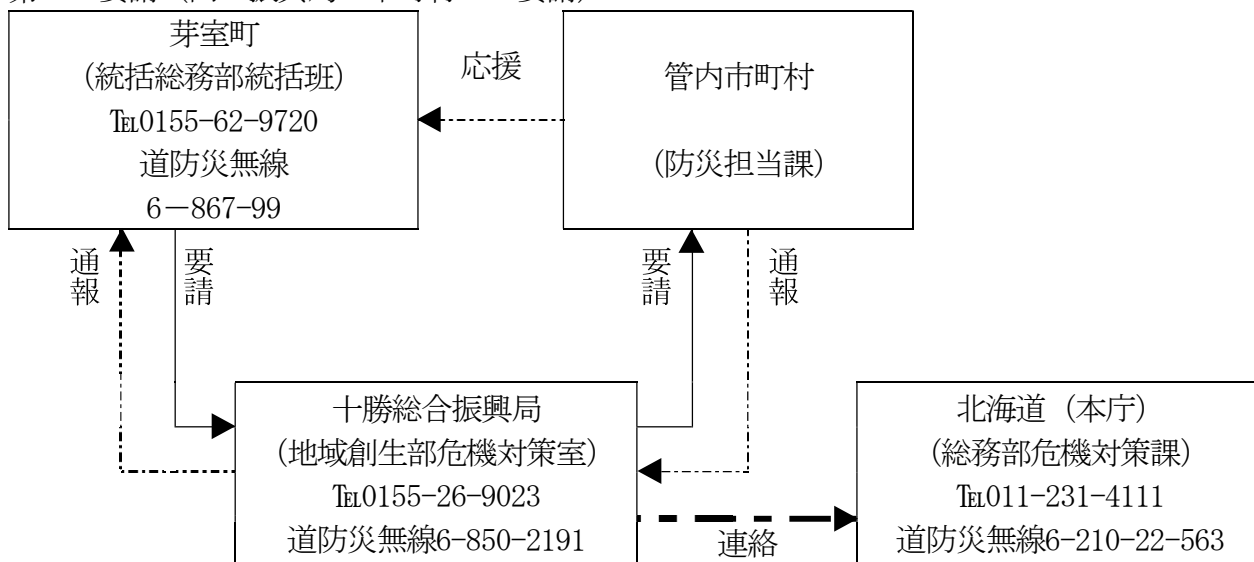 芽室町
(統括総務部統括班)
℡0155-62-9720
道防災無線
6－867-99
応援
管内市町村
(防災担当課)
通報
要請
要請
通報
十勝総合振興局
(地域創生部危機対策室)
℡0155-26-9023
道防災無線6-850-2191
連絡
北海道（本庁）
(総務部危機対策課)
℡011-231-4111
道防災無線6-210-22-563